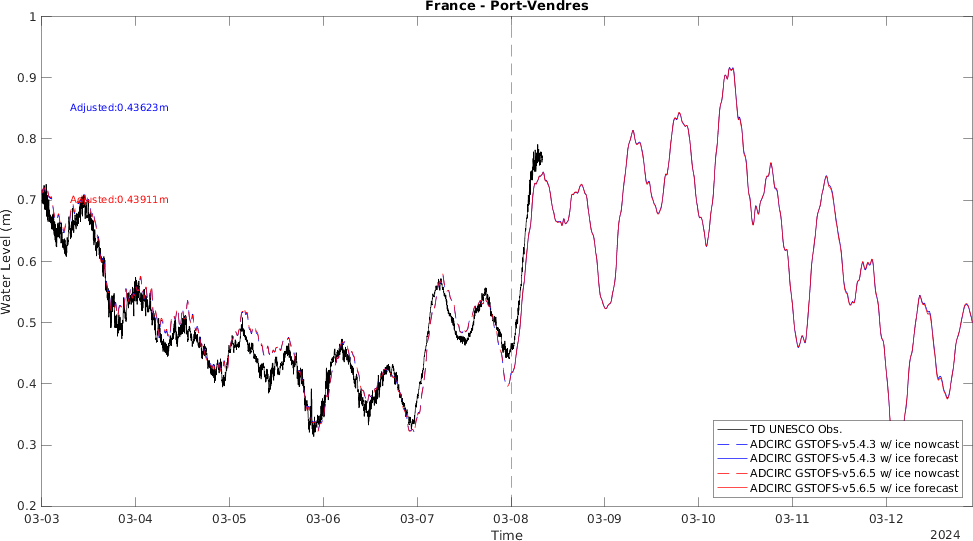 France - Port-Vendres
1
0.9
0.8
0.7
0.6
0.5
0.4
0.3
0.2
Water Level (m)
Adjusted:0.43623m
Adjusted:0.43911m
TD UNESCO Obs.
ADCIRC GSTOFS-v5.4.3 w/ ice nowcast
ADCIRC GSTOFS-v5.4.3 w/ ice forecast
ADCIRC GSTOFS-v5.6.5 w/ ice nowcast
ADCIRC GSTOFS-v5.6.5 w/ ice forecast
03-03 03-04 03-05 03-06 03-07 03-08 03-09 03-10 03-11 03-12
Time
2024